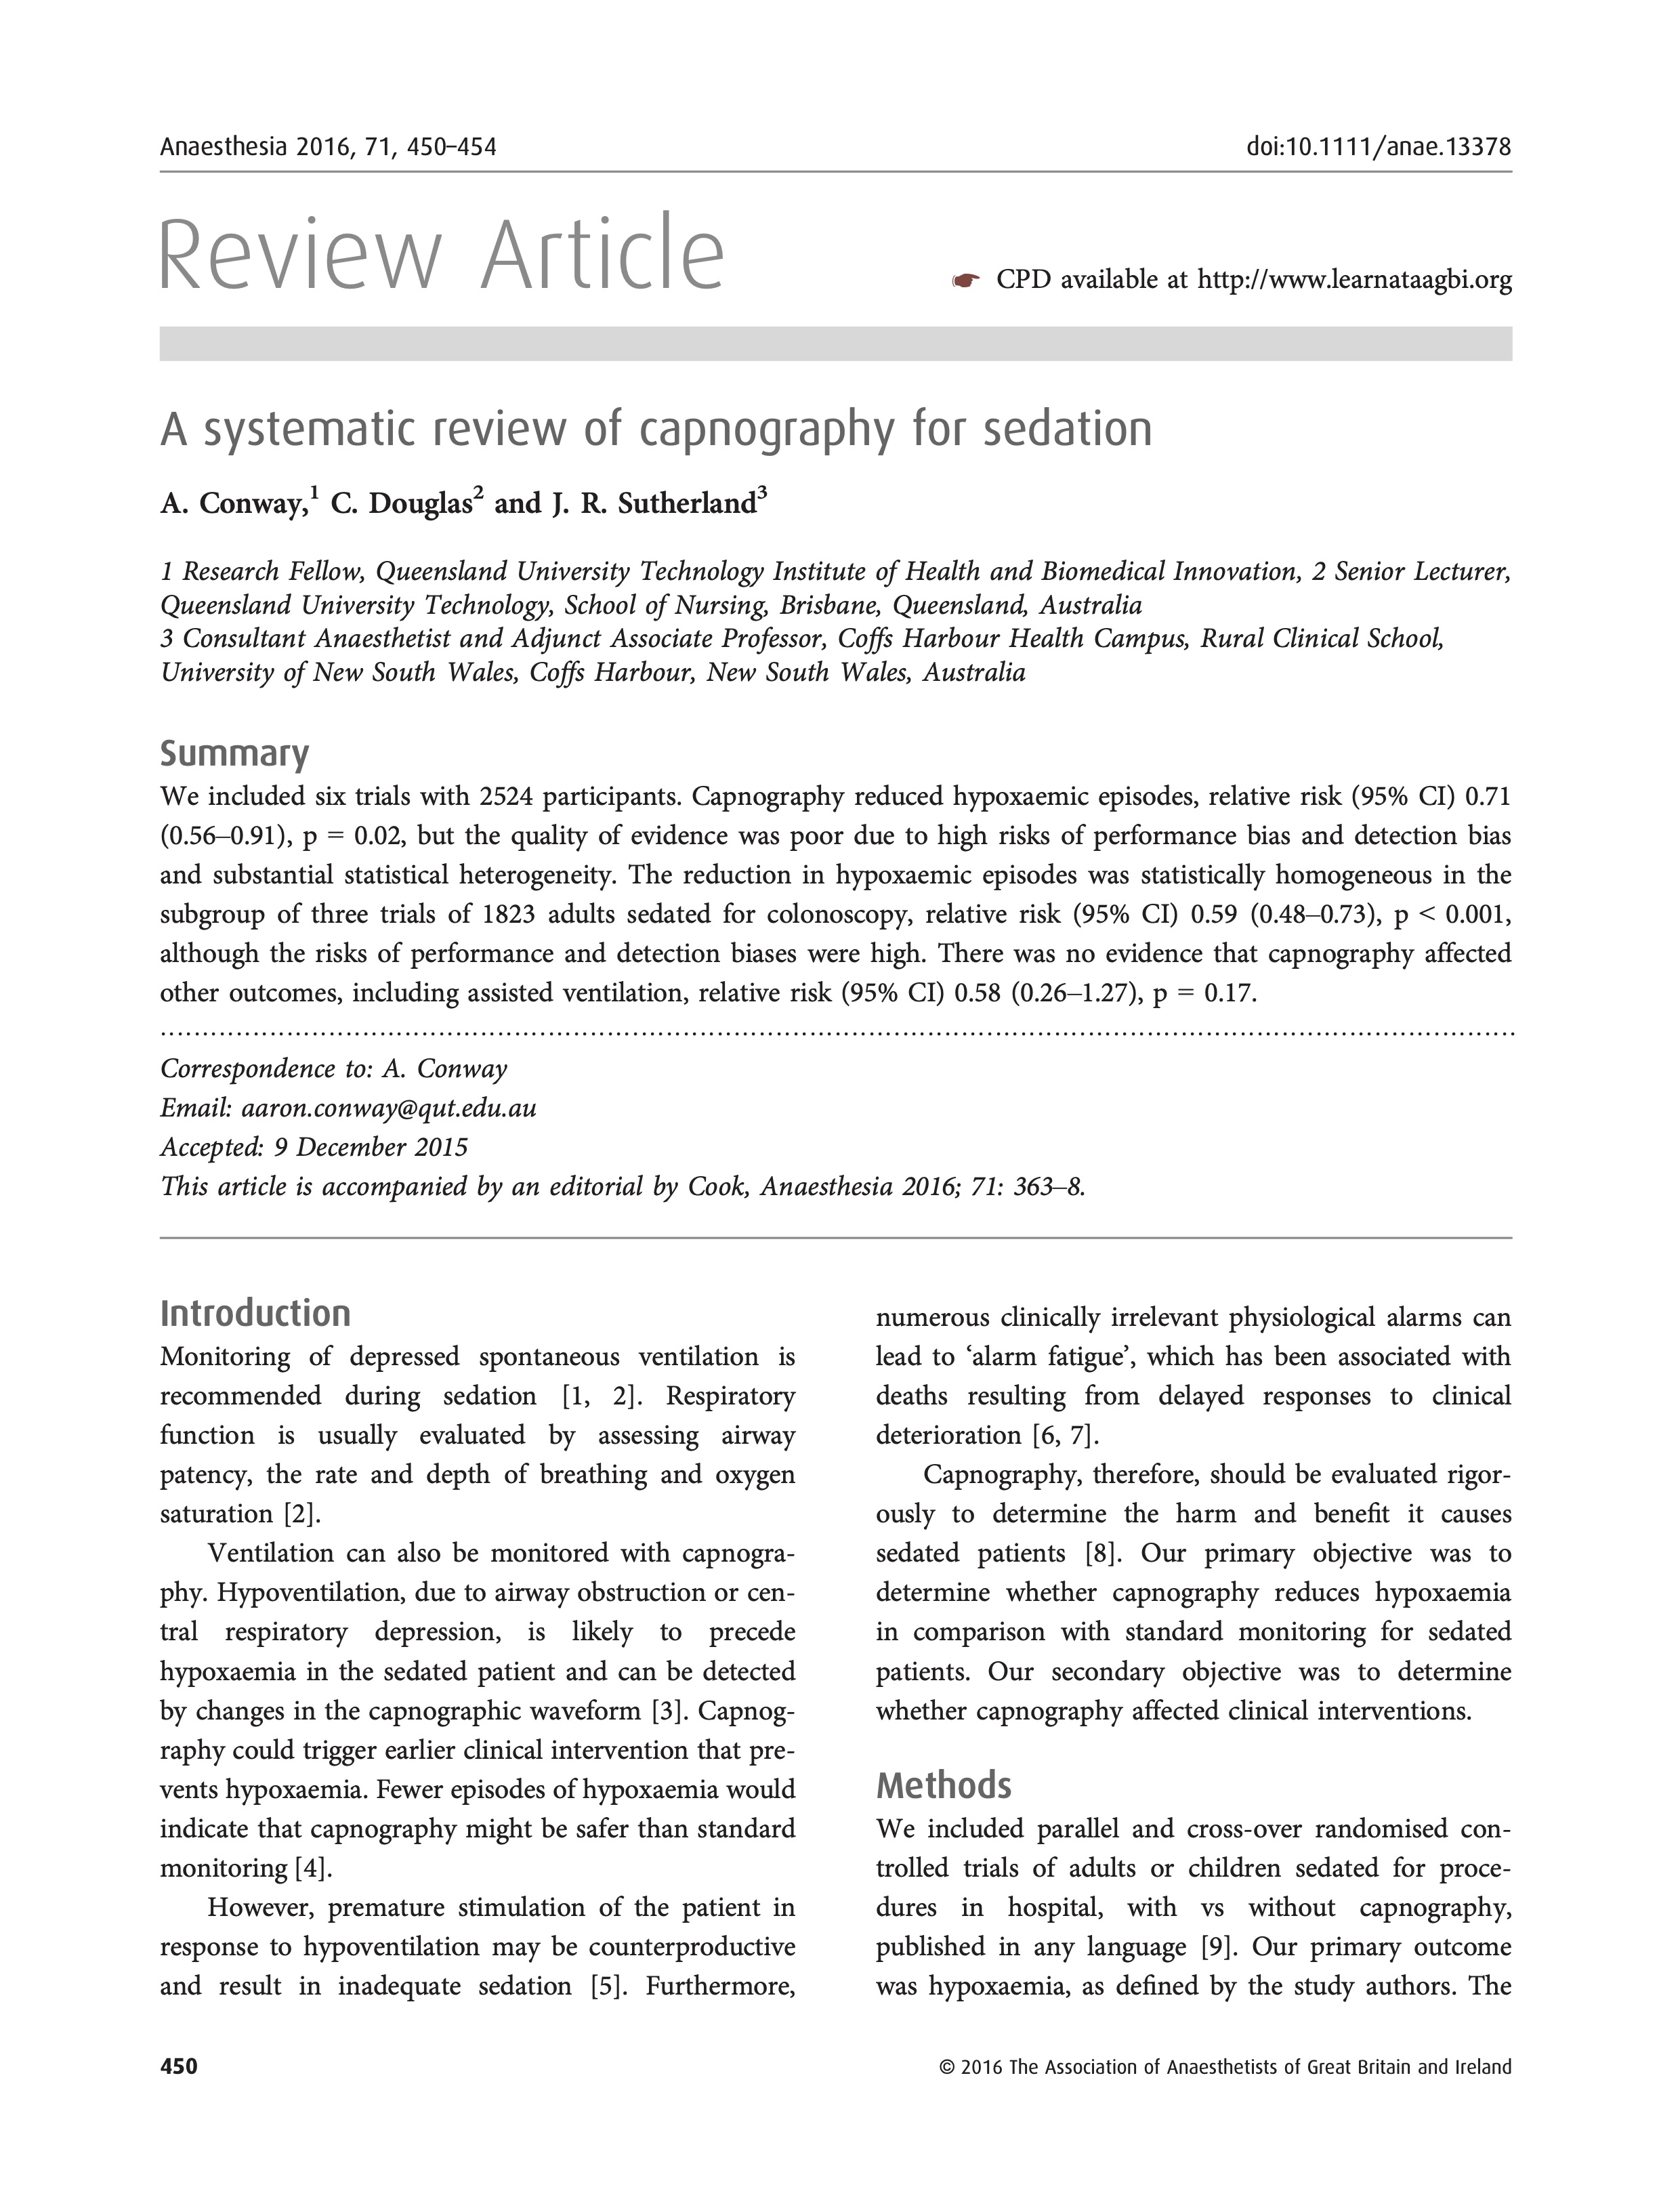 Anaesthesia 2016, 71, 450–454
doi:10.1111/anae.13378
Review Article
CPD available at http://www.learnataagbi.org
A systematic review of capnography for sedation
A. Conway,1 C. Douglas2 and J. R. Sutherland3
1 Research Fellow, Queensland University Technology Institute of Health and Biomedical Innovation, 2 Senior Lecturer,
Queensland University Technology, School of Nursing, Brisbane, Queensland, Australia
3 Consultant Anaesthetist and Adjunct Associate Professor, Coffs Harbour Health Campus, Rural Clinical School,
University of New South Wales, Coffs Harbour, New South Wales, Australia
Summary
We included six trials with 2524 participants. Capnography reduced hypoxaemic episodes, relative risk (95% CI) 0.71
(0.56–0.91), p = 0.02, but the quality of evidence was poor due to high risks of performance bias and detection bias
and substantial statistical heterogeneity. The reduction in hypoxaemic episodes was statistically homogeneous in the
subgroup of three trials of 1823 adults sedated for colonoscopy, relative risk (95% CI) 0.59 (0.48–0.73), p < 0.001,
although the risks of performance and detection biases were high. There was no evidence that capnography affected
other outcomes, including assisted ventilation, relative risk (95% CI) 0.58 (0.26–1.27), p = 0.17.
Correspondence to: A. Conway
Email: aaron.conway@qut.edu.au
Accepted: 9 December 2015
This article is accompanied by an editorial by Cook, Anaesthesia 2016; 71: 363–8.
Introduction
Monitoring of depressed spontaneous ventilation is
recommended during sedation [1, 2]. Respiratory
function is usually evaluated by assessing airway
patency, the rate and depth of breathing and oxygen
saturation [2].
Ventilation can also be monitored with capnogra-
phy. Hypoventilation, due to airway obstruction or cen-
tral respiratory depression, is likely to precede
hypoxaemia in the sedated patient and can be detected
by changes in the capnographic waveform [3]. Capnog-
raphy could trigger earlier clinical intervention that pre-
vents hypoxaemia. Fewer episodes of hypoxaemia would
indicate that capnography might be safer than standard
monitoring [4].
However, premature stimulation of the patient in
response to hypoventilation may be counterproductive
and result in inadequate sedation [5]. Furthermore,
numerous clinically irrelevant physiological alarms can
lead to ‘alarm fatigue’, which has been associated with
deaths resulting from delayed responses to clinical
deterioration [6, 7].
Capnography, therefore, should be evaluated rigor-
ously to determine the harm and benefit it causes
sedated patients [8]. Our primary objective was to
determine whether capnography reduces hypoxaemia
in comparison with standard monitoring for sedated
patients. Our secondary objective was to determine
whether capnography affected clinical interventions.
Methods
We included parallel and cross-over randomised con-
trolled trials of adults or children sedated for proce-
dures in hospital, with vs without capnography,
published in any language [9]. Our primary outcome
was hypoxaemia, as defined by the study authors. The
450
© 2016 The Association of Anaesthetists of Great Britain and Ireland